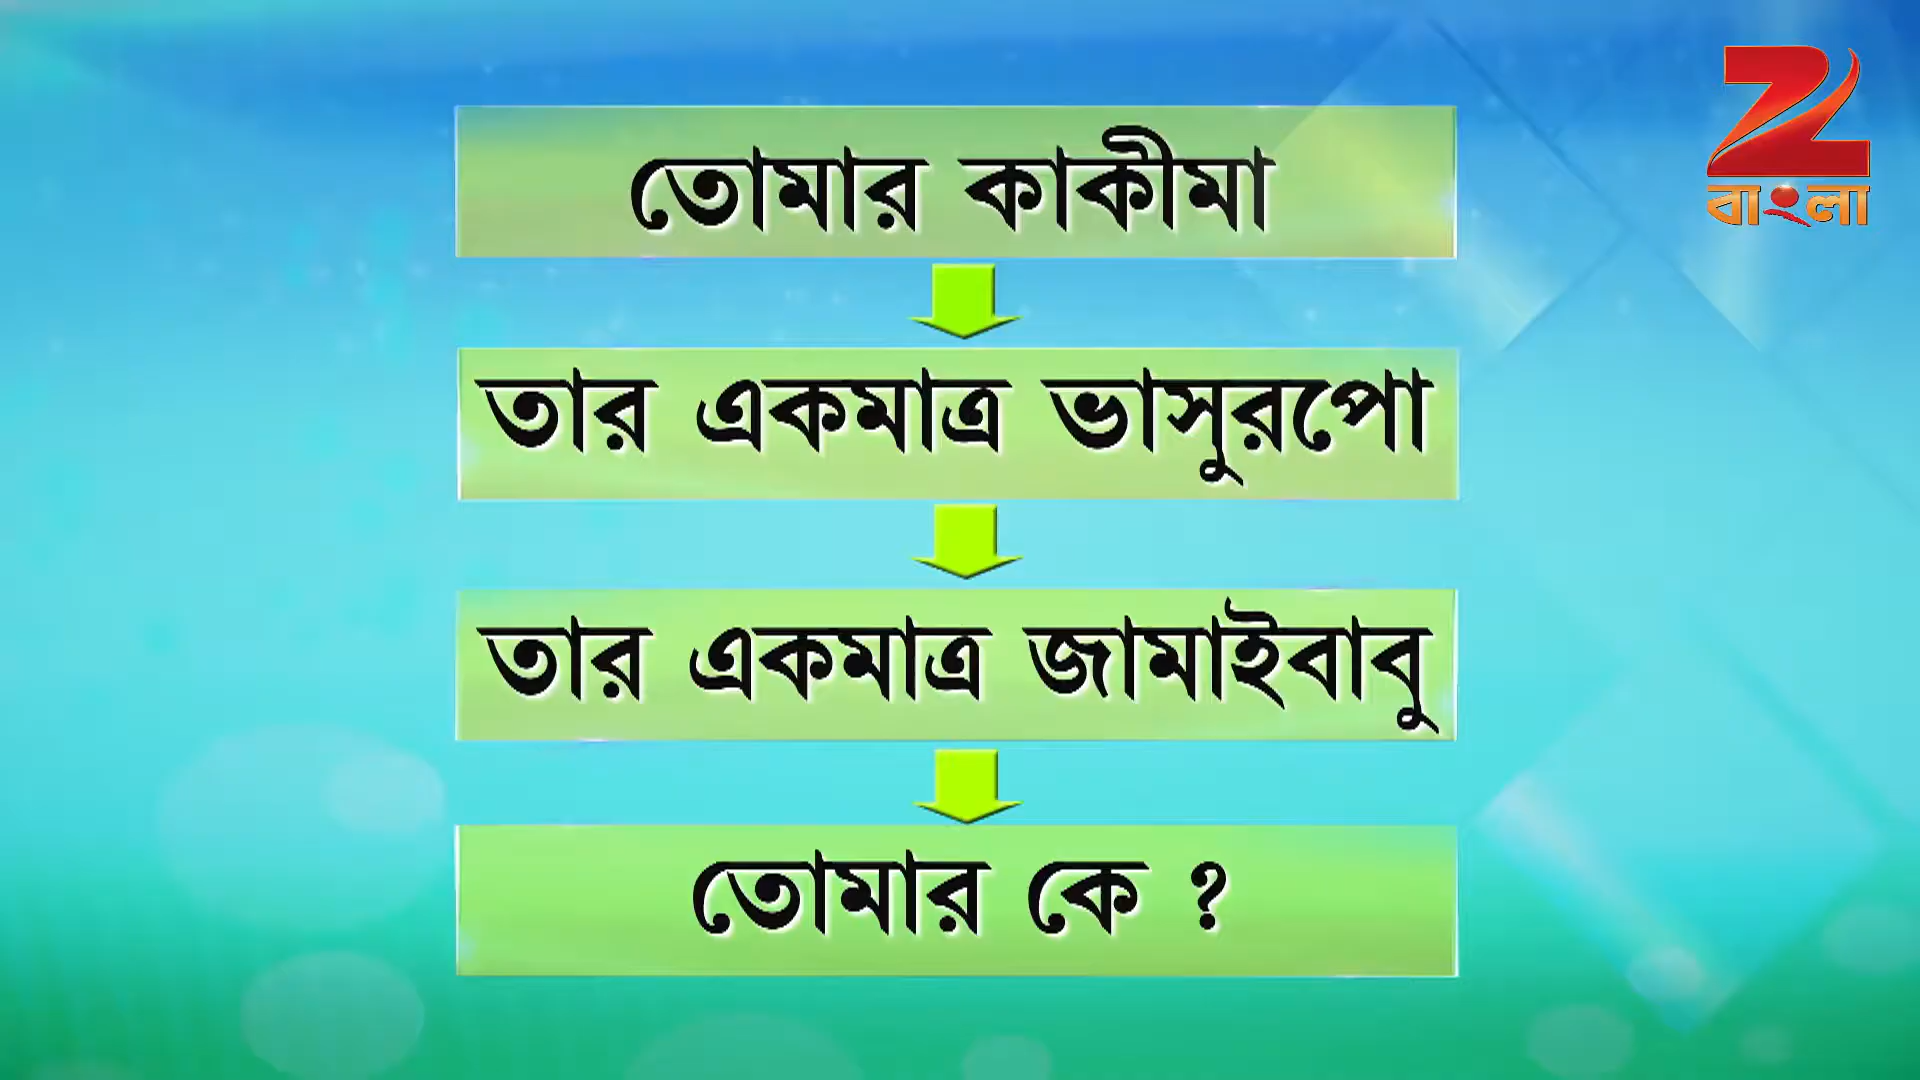 বাংলা
তোমার কাকীমা
তার একমাত্র ভাসুরপো
তার একমাত্র জামাইবাবু
তোমার কে ?